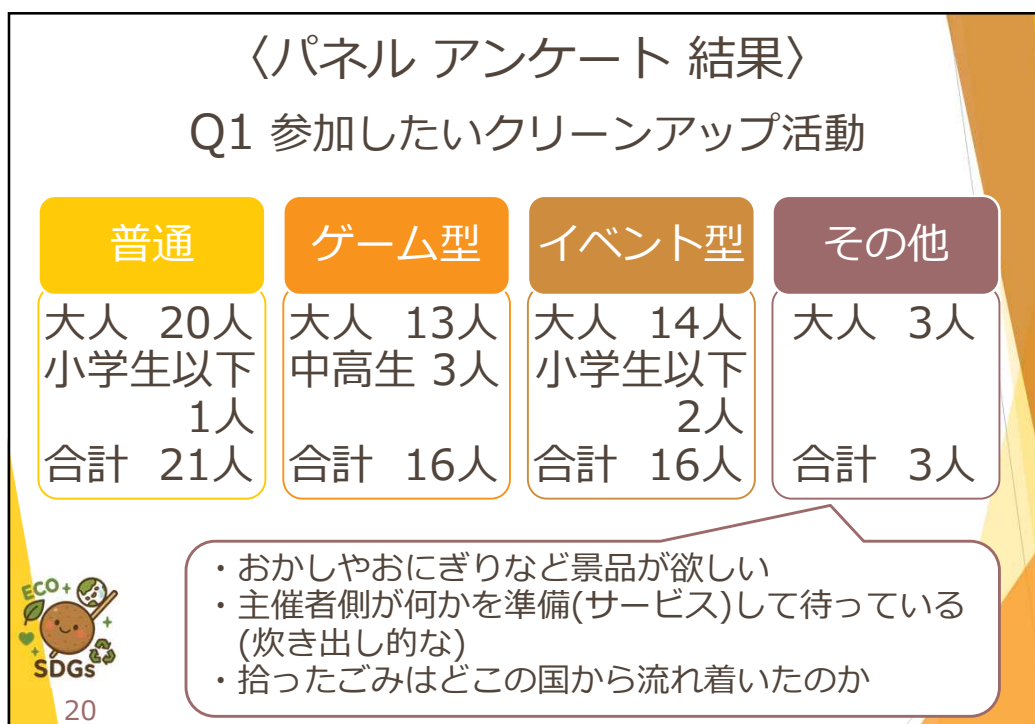 〈パネル アンケート 結果〉
Q1 参加したいクリーンアップ活動
普通
大人 20人
小学生以下
1人
合計 21人
ゲーム型
大人 13人
中高生 3人
合計 16人
イベント型
大人 14人
小学生以下
2人
合計 16人
その他
大人 3人
合計 3人
・おかしやおにぎりなど景品が欲しい
・主催者側が何かを準備(サービス)して待っている
(炊き出し的な)
・拾ったごみはどこの国から流れ着いたのか
ECO
SDGs
20